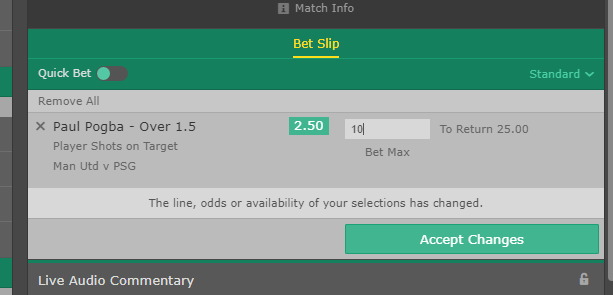 Match Info
Bet Slip
Quick Bet
Standard
Remove All
Paul Pogba - Over 1.5
2.50
10
To Return 25.00
Player Shots on Target
Bet Max
Man Utd v PSG
The line, odds or availability of your selections has changed.
Accept Changes
Live Audio Commentary